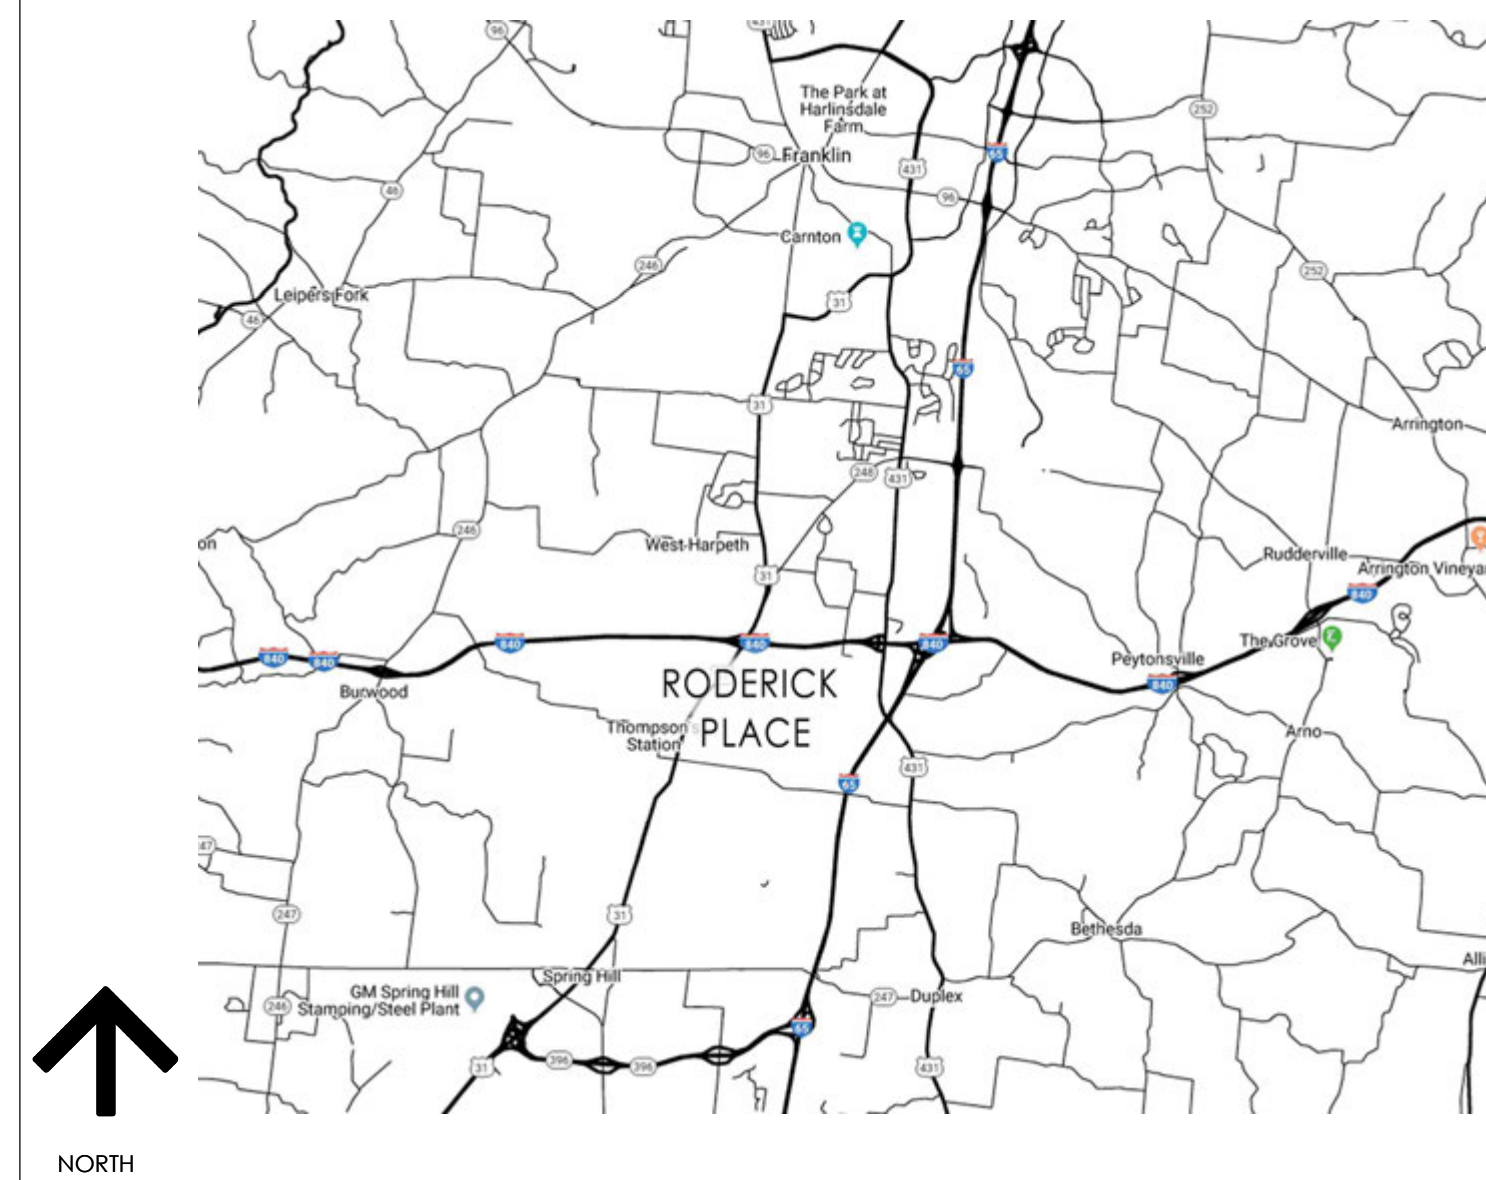 431
96
The Park at
Harlinsdale
Farm
252
65
96
Franklin
431
46
96
Carnton
246
252
Leipers Fork
31
46
65
31
Arrington
248
431
246
on
West Harpeth
Rudderville
31
Arrington Vineya
840
840
840
840
The Grove
840
840
Peytonsville
840
Burwood
RODERICK
PLACE
Thompson's
Station
Arno
431
65
47
247
31
Bethesda
Alli
Spring Hill
GM Spring Hill
Stamping/Steel Plant
246
247
Duplex
65
31
396
396
431
NORTH